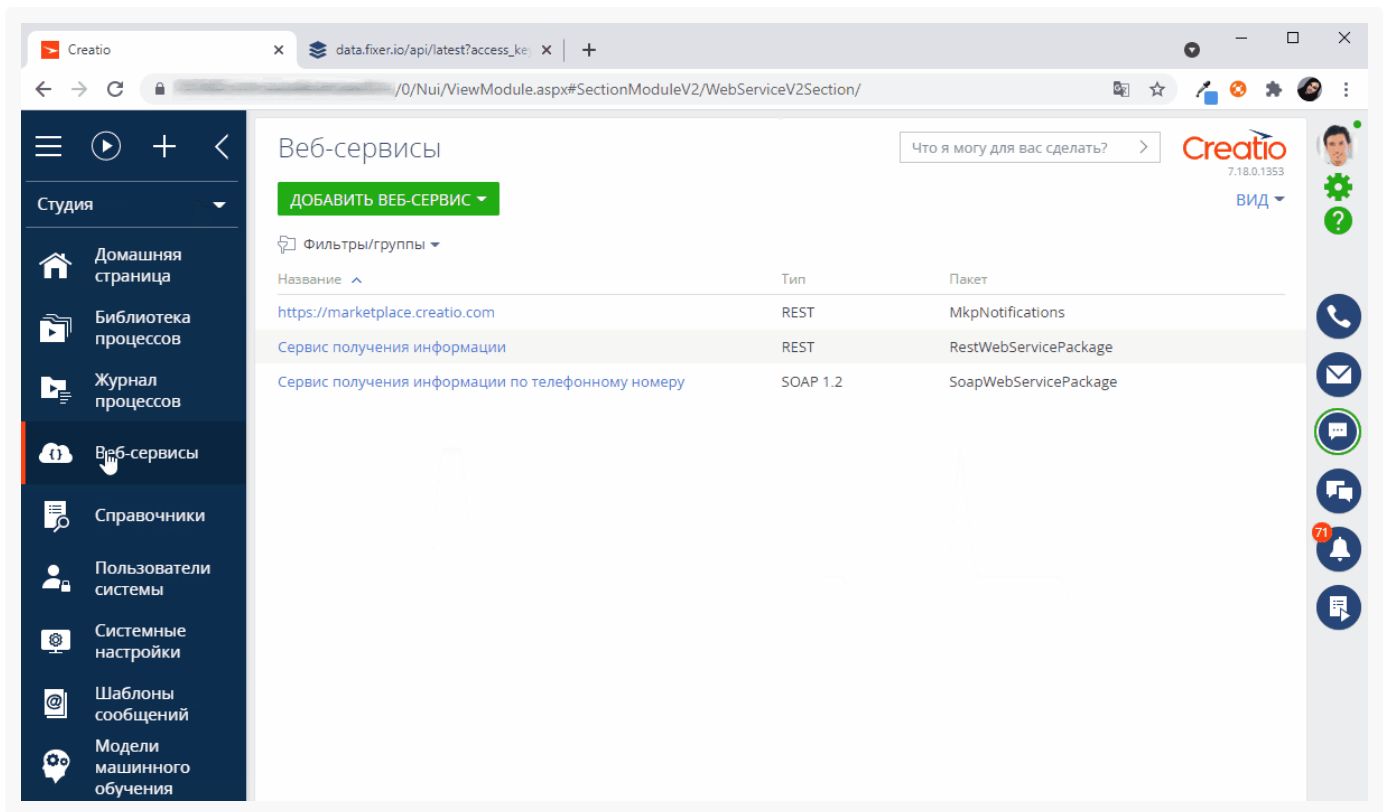 Creatio
data.fixer.io/api/latest?access_ke
/0/Nui/ViewModule.aspx#SectionModuleV2/WebServiceV2Section/
Студия
Домашняя
страница
Библиотека
процессов
Журнал
процессов
Веб-сервисы
Справочники
Пользователи
системы
Системные
настройки
Шаблоны
сообщений
Модели
машинного
обучения
Веб-сервисы
Что я могу для вас сделать?
Creatio
7.18.0.1353
ДОБАВИТЬ ВЕБ-СЕРВИС
ВИД
Фильтры/группы
Название Тип Пакет
https://marketplace.creatio.com REST MkpNotifications
Сервис получения информации REST RestWebServicePackage
Сервис получения информации по телефонному номеру SOAP 1.2 SoapWebServicePackage
71